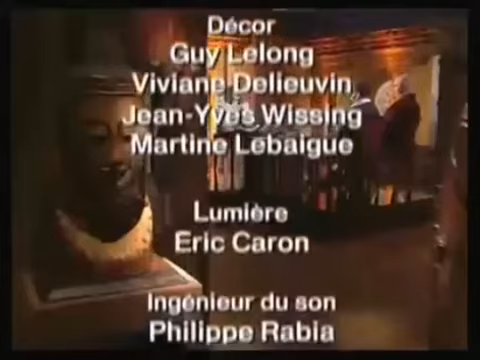 Décor
Guy Lelong
Viviane Delieuvin
Jean-Yves Wissing
Martine Lebaigue
Lumière
Eric Caron
Ingénieur du son
Philippe Rabia